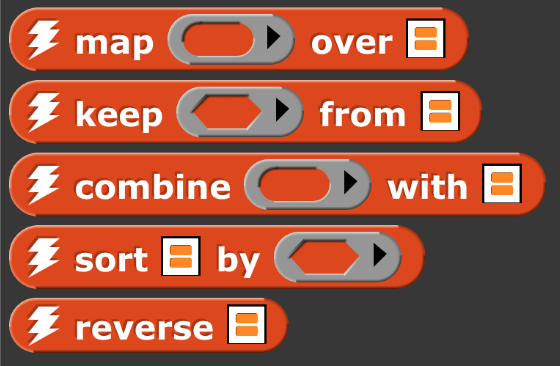 map over
keep from
combine with
sort by
reverse